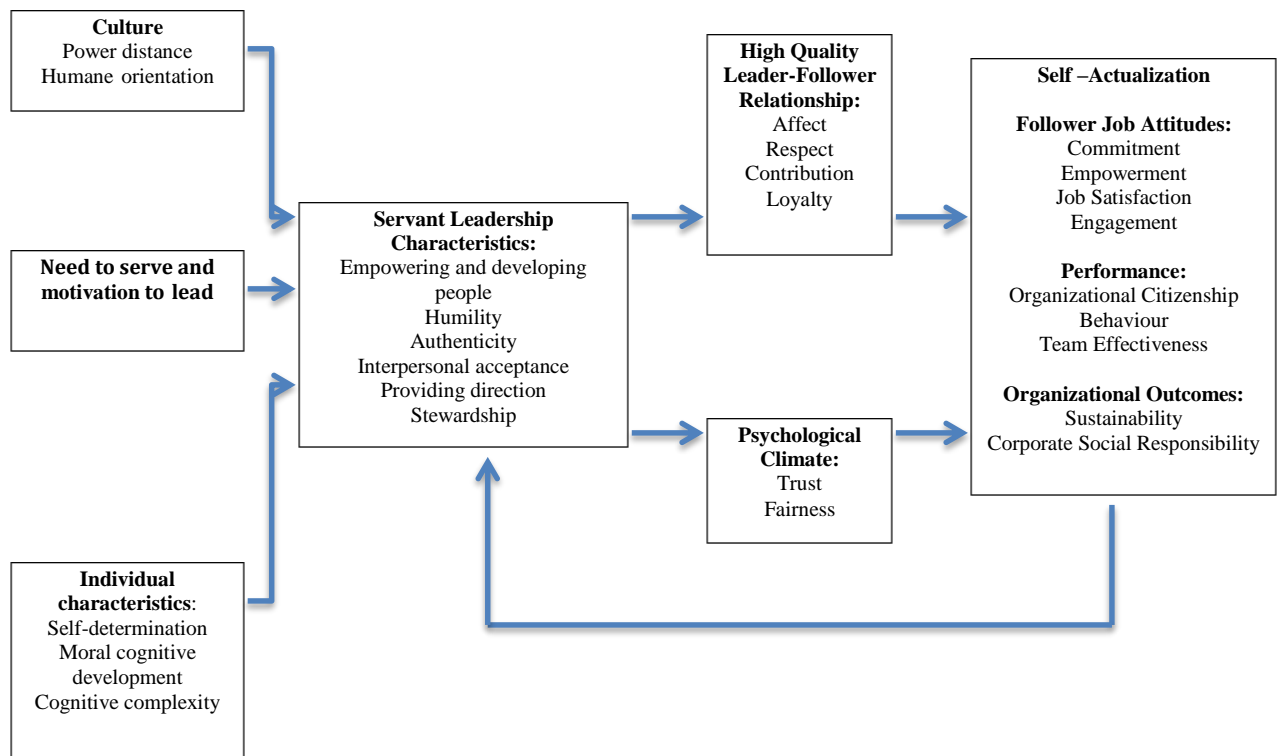 Culture
Power distance
Humane orientation
Need to serve and
motivation to lead
Individual
characteristics:
Self-determination
Moral cognitive
development
Cognitive complexity
Servant Leadership
Characteristics:
Empowering and developing
people
Humility
Authenticity
Interpersonal acceptance
Providing direction
Stewardship
High Quality
Leader-Follower
Relationship:
Affect
Respect
Contribution
Loyalty
Psychological
Climate:
Trust
Fairness
Self –Actualization
Follower Job Attitudes:
Commitment
Empowerment
Job Satisfaction
Engagement
Performance:
Organizational Citizenship
Behaviour
Team Effectiveness
Organizational Outcomes:
Sustainability
Corporate Social Responsibility